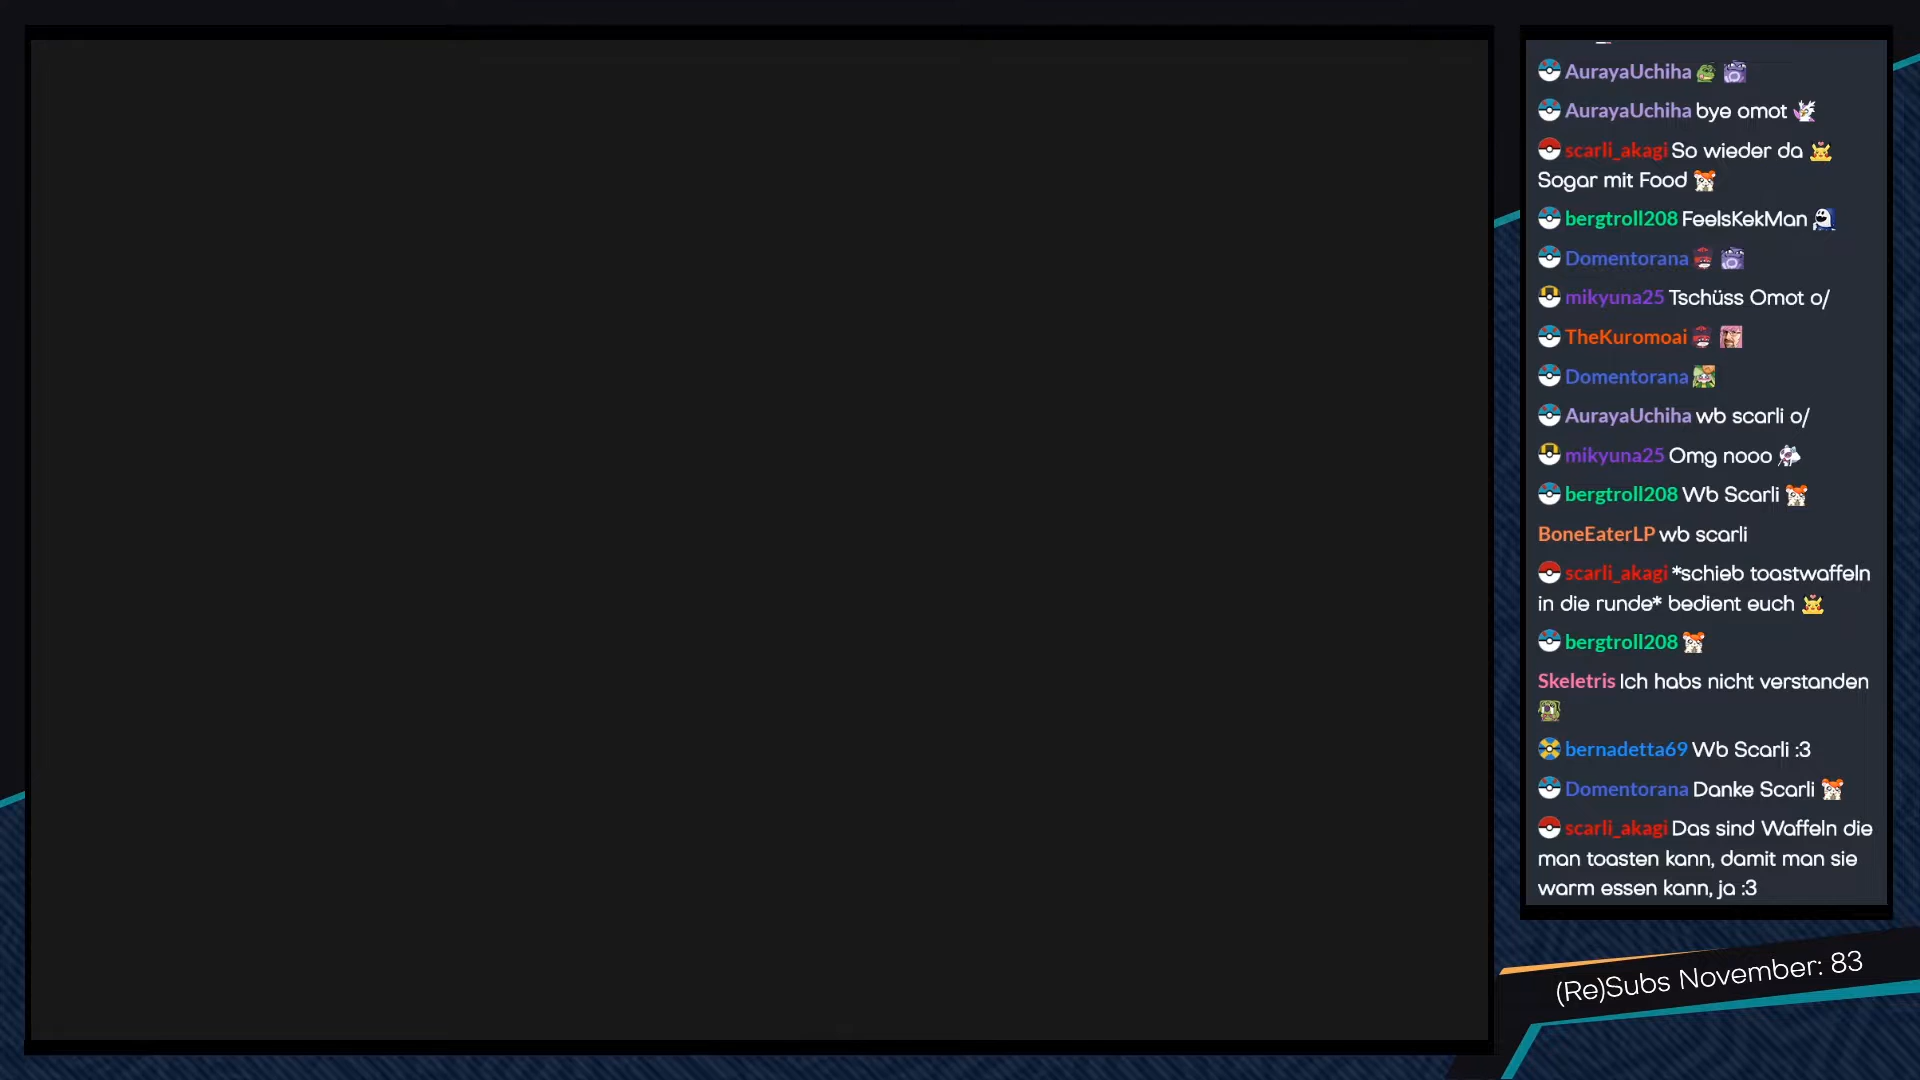 AurayaUchiha
AurayaUchiha bye omot
scarli_akagi So wieder da
Sogar mit Food
bergtroll208 FeelsKekMan
Domentorana
mikyuna25 Tschüss Omot o/
TheKuromoai
Domentorana
AurayaUchiha wb scarli o/
mikyuna25 Omg nooo
bergtroll208 Wb Scarli
BoneEaterLP wb scarli
scarli_akagi *schieb toastwaffeln
in die runde* bedient euch
bergtroll208
Skeletris Ich habs nicht verstanden
bernadetta69 Wb Scarli :3
Domentorana Danke Scarli
scarli_akagi Das sind Waffeln die
man toasten kann, damit man sie
warm essen kann, ja :3
(Re)Subs November: 83